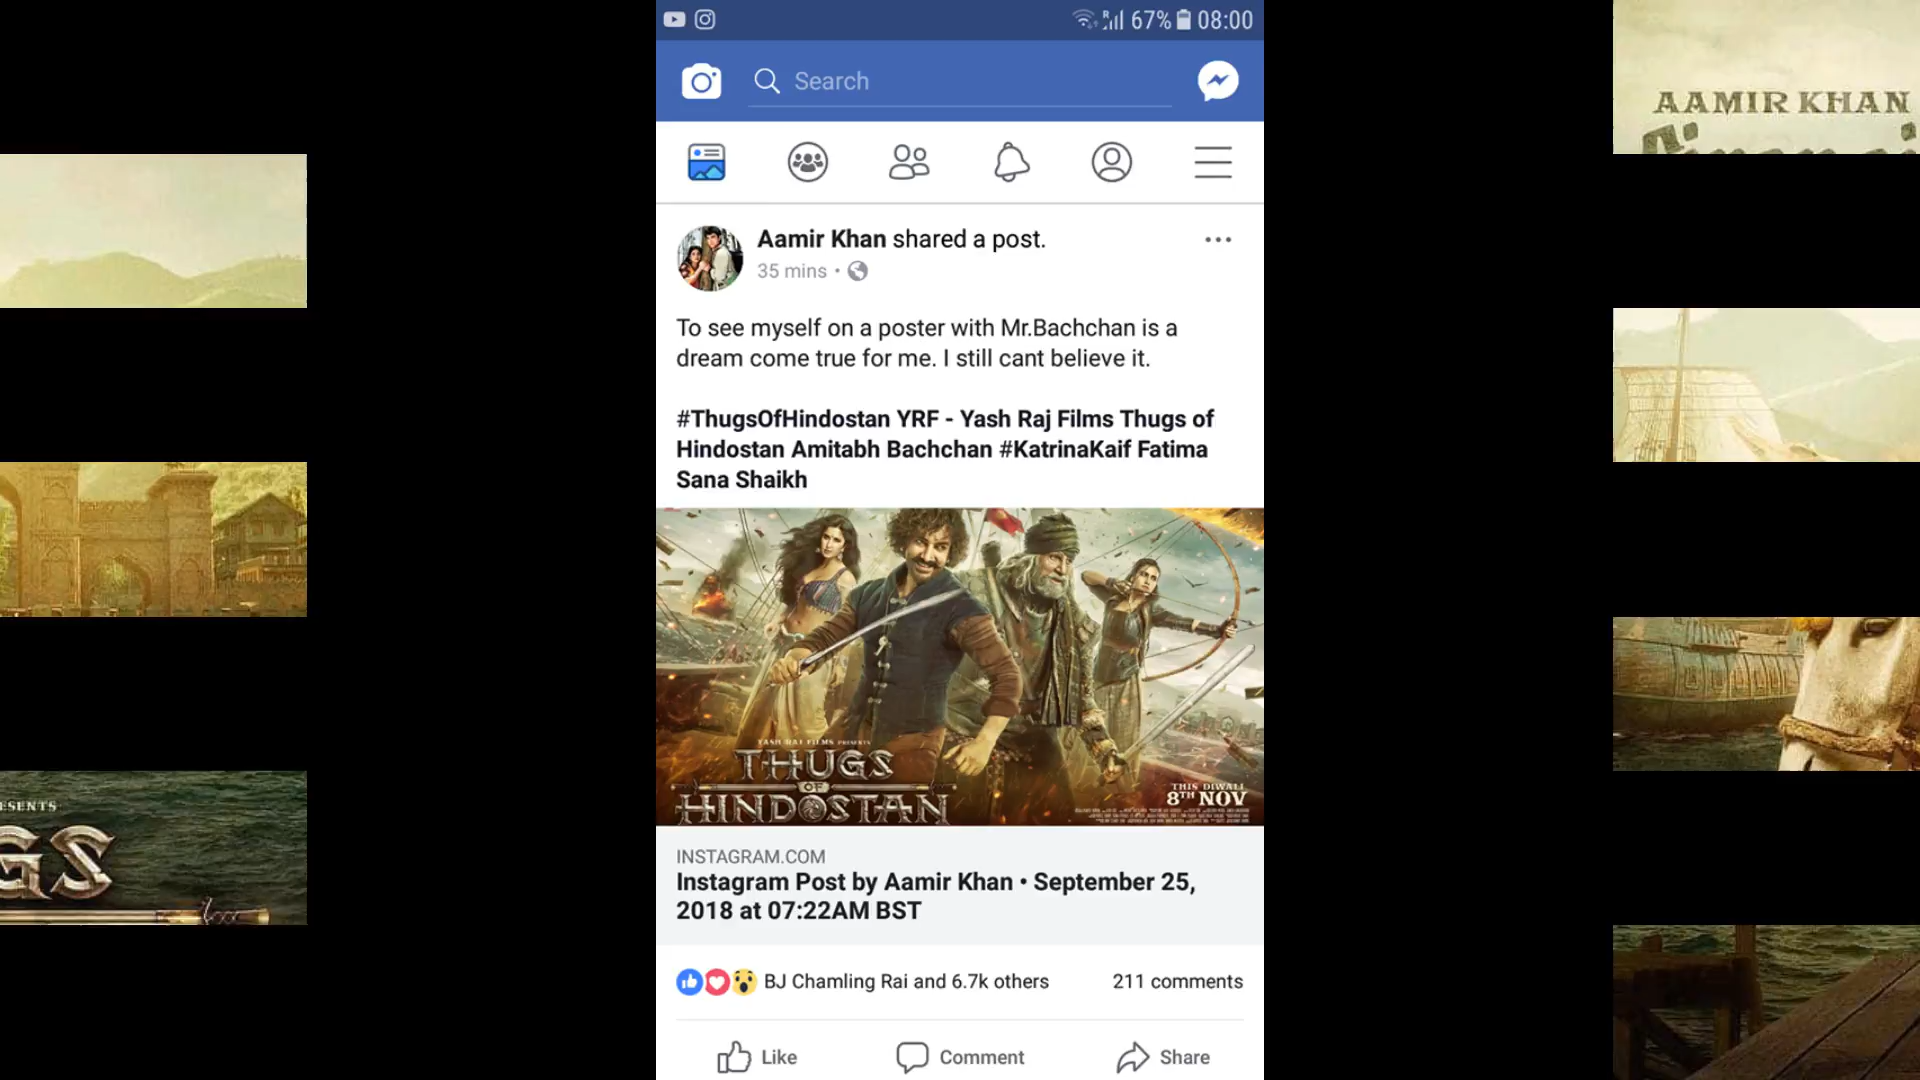 67% 08:00
Search
AAMIR KHAN
Aamir Khan shared a post.
35 mins •
To see myself on a poster with Mr.Bachchan is a
dream come true for me. I still cant believe it.
#ThugsOfHindostan YRF - Yash Raj Films Thugs of
Hindostan Amitabh Bachchan #KatrinaKaif Fatima
Sana Shaikh
YASH RAJ FILMS PRESENTS
THUGS
OF
HINDOSTAN
THIS DIWALI
8TH NOV
ESENTS
GS
INSTAGRAM.COM
Instagram Post by Aamir Khan • September 25,
2018 at 07:22AM BST
BJ Chamling Rai and 6.7k others 211 comments
Like Comment Share